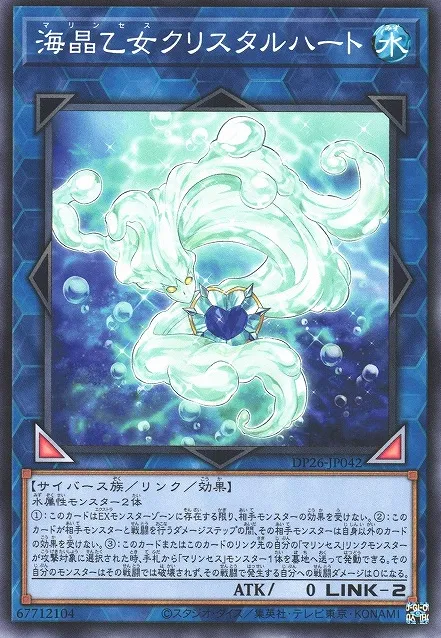 マリンセス
海晶乙女クリスタルハート
みず
水
DP26-JP042
【サイバース族／リンク／効果】
水属性モンスター2体
①：このカードはEXモンスターゾーンに存在する限り、相手モンスターの効果を受けない。②：こ
のカードが相手モンスターと戦闘を行うダメージステップの間、その相手モンスターは自身以外のカード
の効果を受けない。③：このカードまたはこのカードのリンク先の自分の「マリンセス」リンクモンスター
が攻撃対象に選択された時、手札から「マリンセス」モンスター1体を墓地へ送って発動できる。その
自分のモンスターはその戦闘では破壊されず、その戦闘で発生する自分への戦闘ダメージは0になる。
ATK/ 0 LINK-2
67712104
©スタジオ・ダイス／集英社・テレビ東京・KONAMI